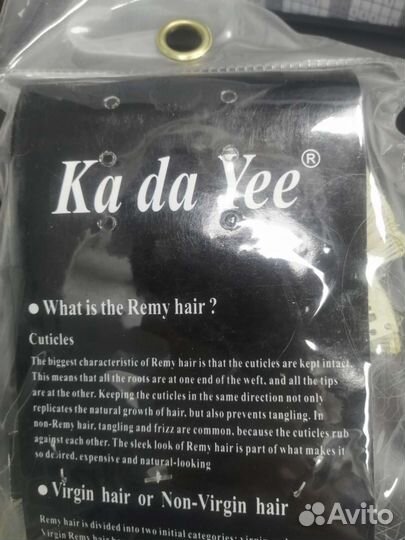 Ka da Yee®
● What is the Remy hair ?
Cuticles
The biggest characteristic of Remy hair is that the cuticles are kept intact.
This means that all the roots are at one end of the weft, and all the tips
are at the other. Keeping the cuticles in the same direction not only
replicates the natural growth of hair, but also prevents tangling. In
non-Remy hair, tangling and frizz are common, because the cuticles rub
against each other. The sleek look of Remy hair is part of what makes it
so desired, expensive and natural-looking
● Virgin hair or Non-Virgin hair
Remy hair is divided into two initial categories:
Virgin Remy hair
Avito